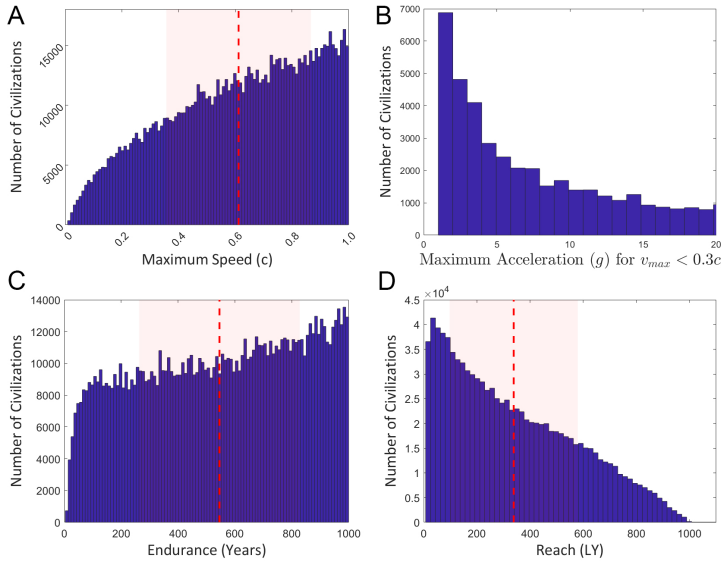 A
Number of Civilizations
15000
10000
5000
0
0 0.2 0.4 0.6 0.8 1.0
Maximum Speed (c)
B
Number of Civilizations
7000
6000
5000
4000
3000
2000
1000
0
0 5 10 15 20
Maximum Acceleration (g) for v_max < 0.3c
C
Number of Civilizations
14000
12000
10000
8000
6000
4000
2000
0
0 200 400 600 800 1000
Endurance (Years)
D
Number of Civilizations
×10⁴
4.5
4
3.5
3
2.5
2
1.5
1
0.5
0
0 200 400 600 800 1000
Reach (LY)